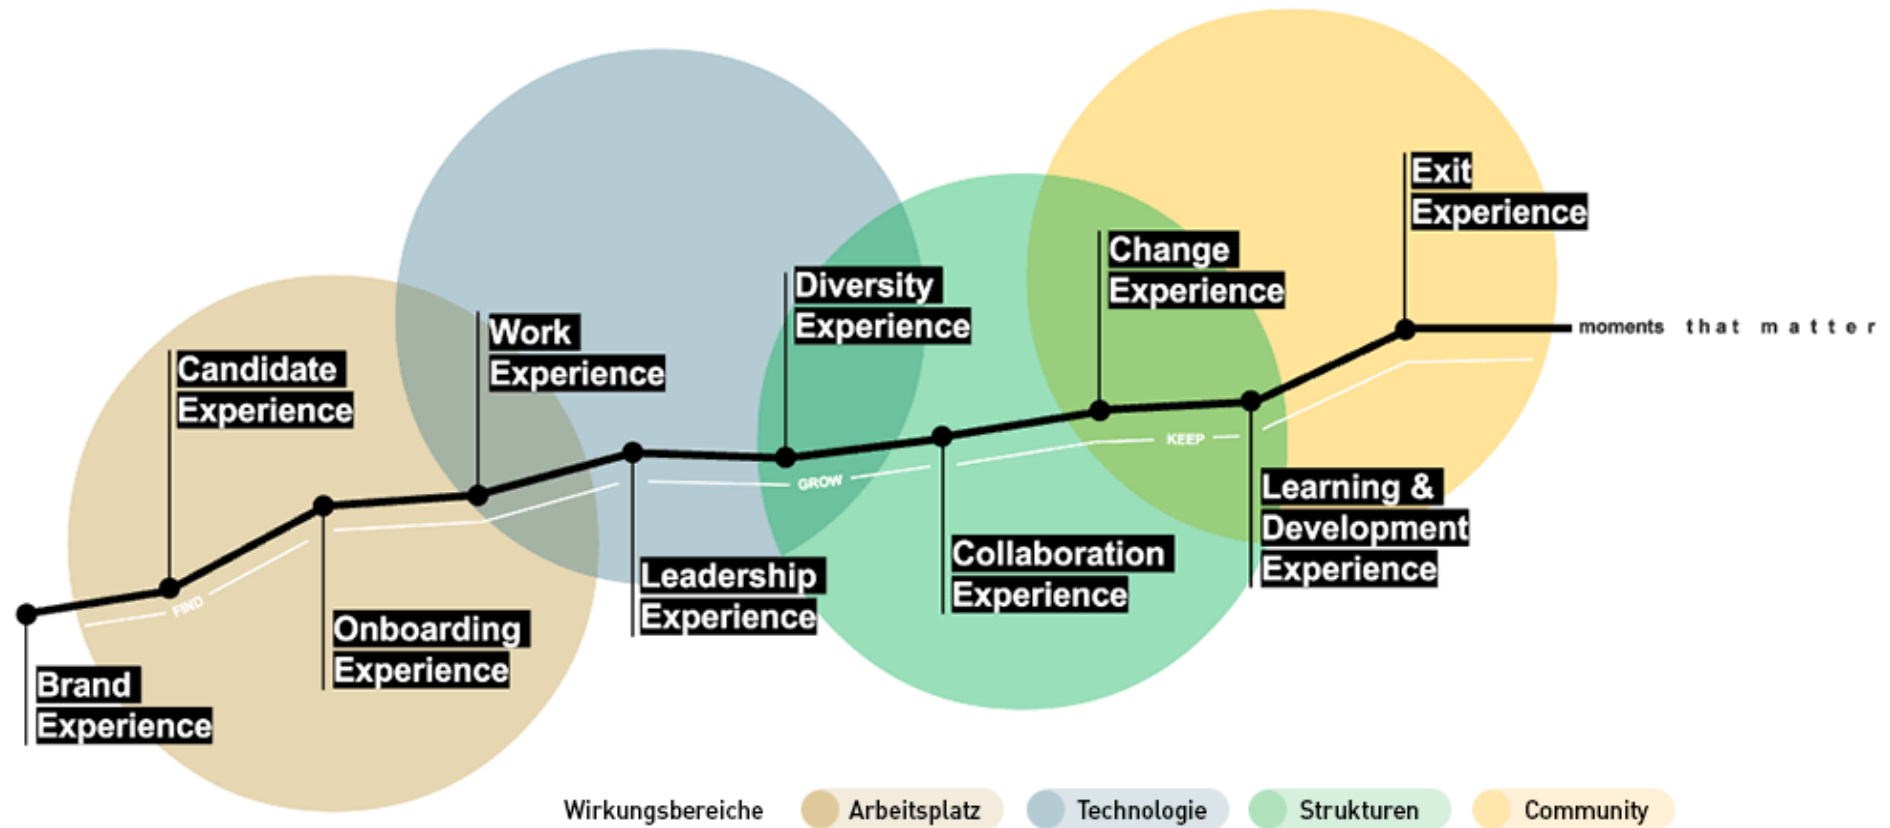 Brand
Experience
Candidate
Experience
FIND
Onboarding
Experience
Work
Experience
Leadership
Experience
Diversity
Experience
GROW
Collaboration
Experience
Change
Experience
KEEP
Learning &
Development
Experience
Exit
Experience
moments that matter
Wirkungsbereiche
Arbeitsplatz
Technologie
Strukturen
Community